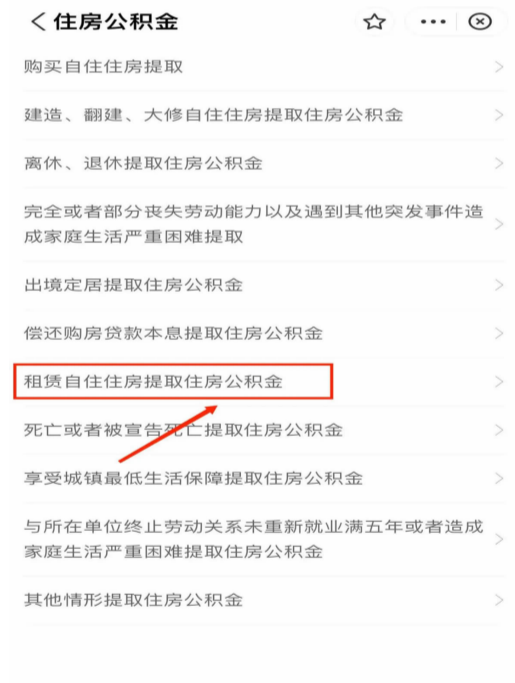 住房公积金
购买自住住房提取
建造、翻建、大修自住住房提取住房公积金
离休、退休提取住房公积金
完全或者部分丧失劳动能力以及遇到其他突发事件造
成家庭生活严重困难提取
出境定居提取住房公积金
偿还购房贷款本息提取住房公积金
租赁自住住房提取住房公积金
死亡或者被宣告死亡提取住房公积金
享受城镇最低生活保障提取住房公积金
与所在单位终止劳动关系未重新就业满五年或者造成
家庭生活严重困难提取住房公积金
其他情形提取住房公积金